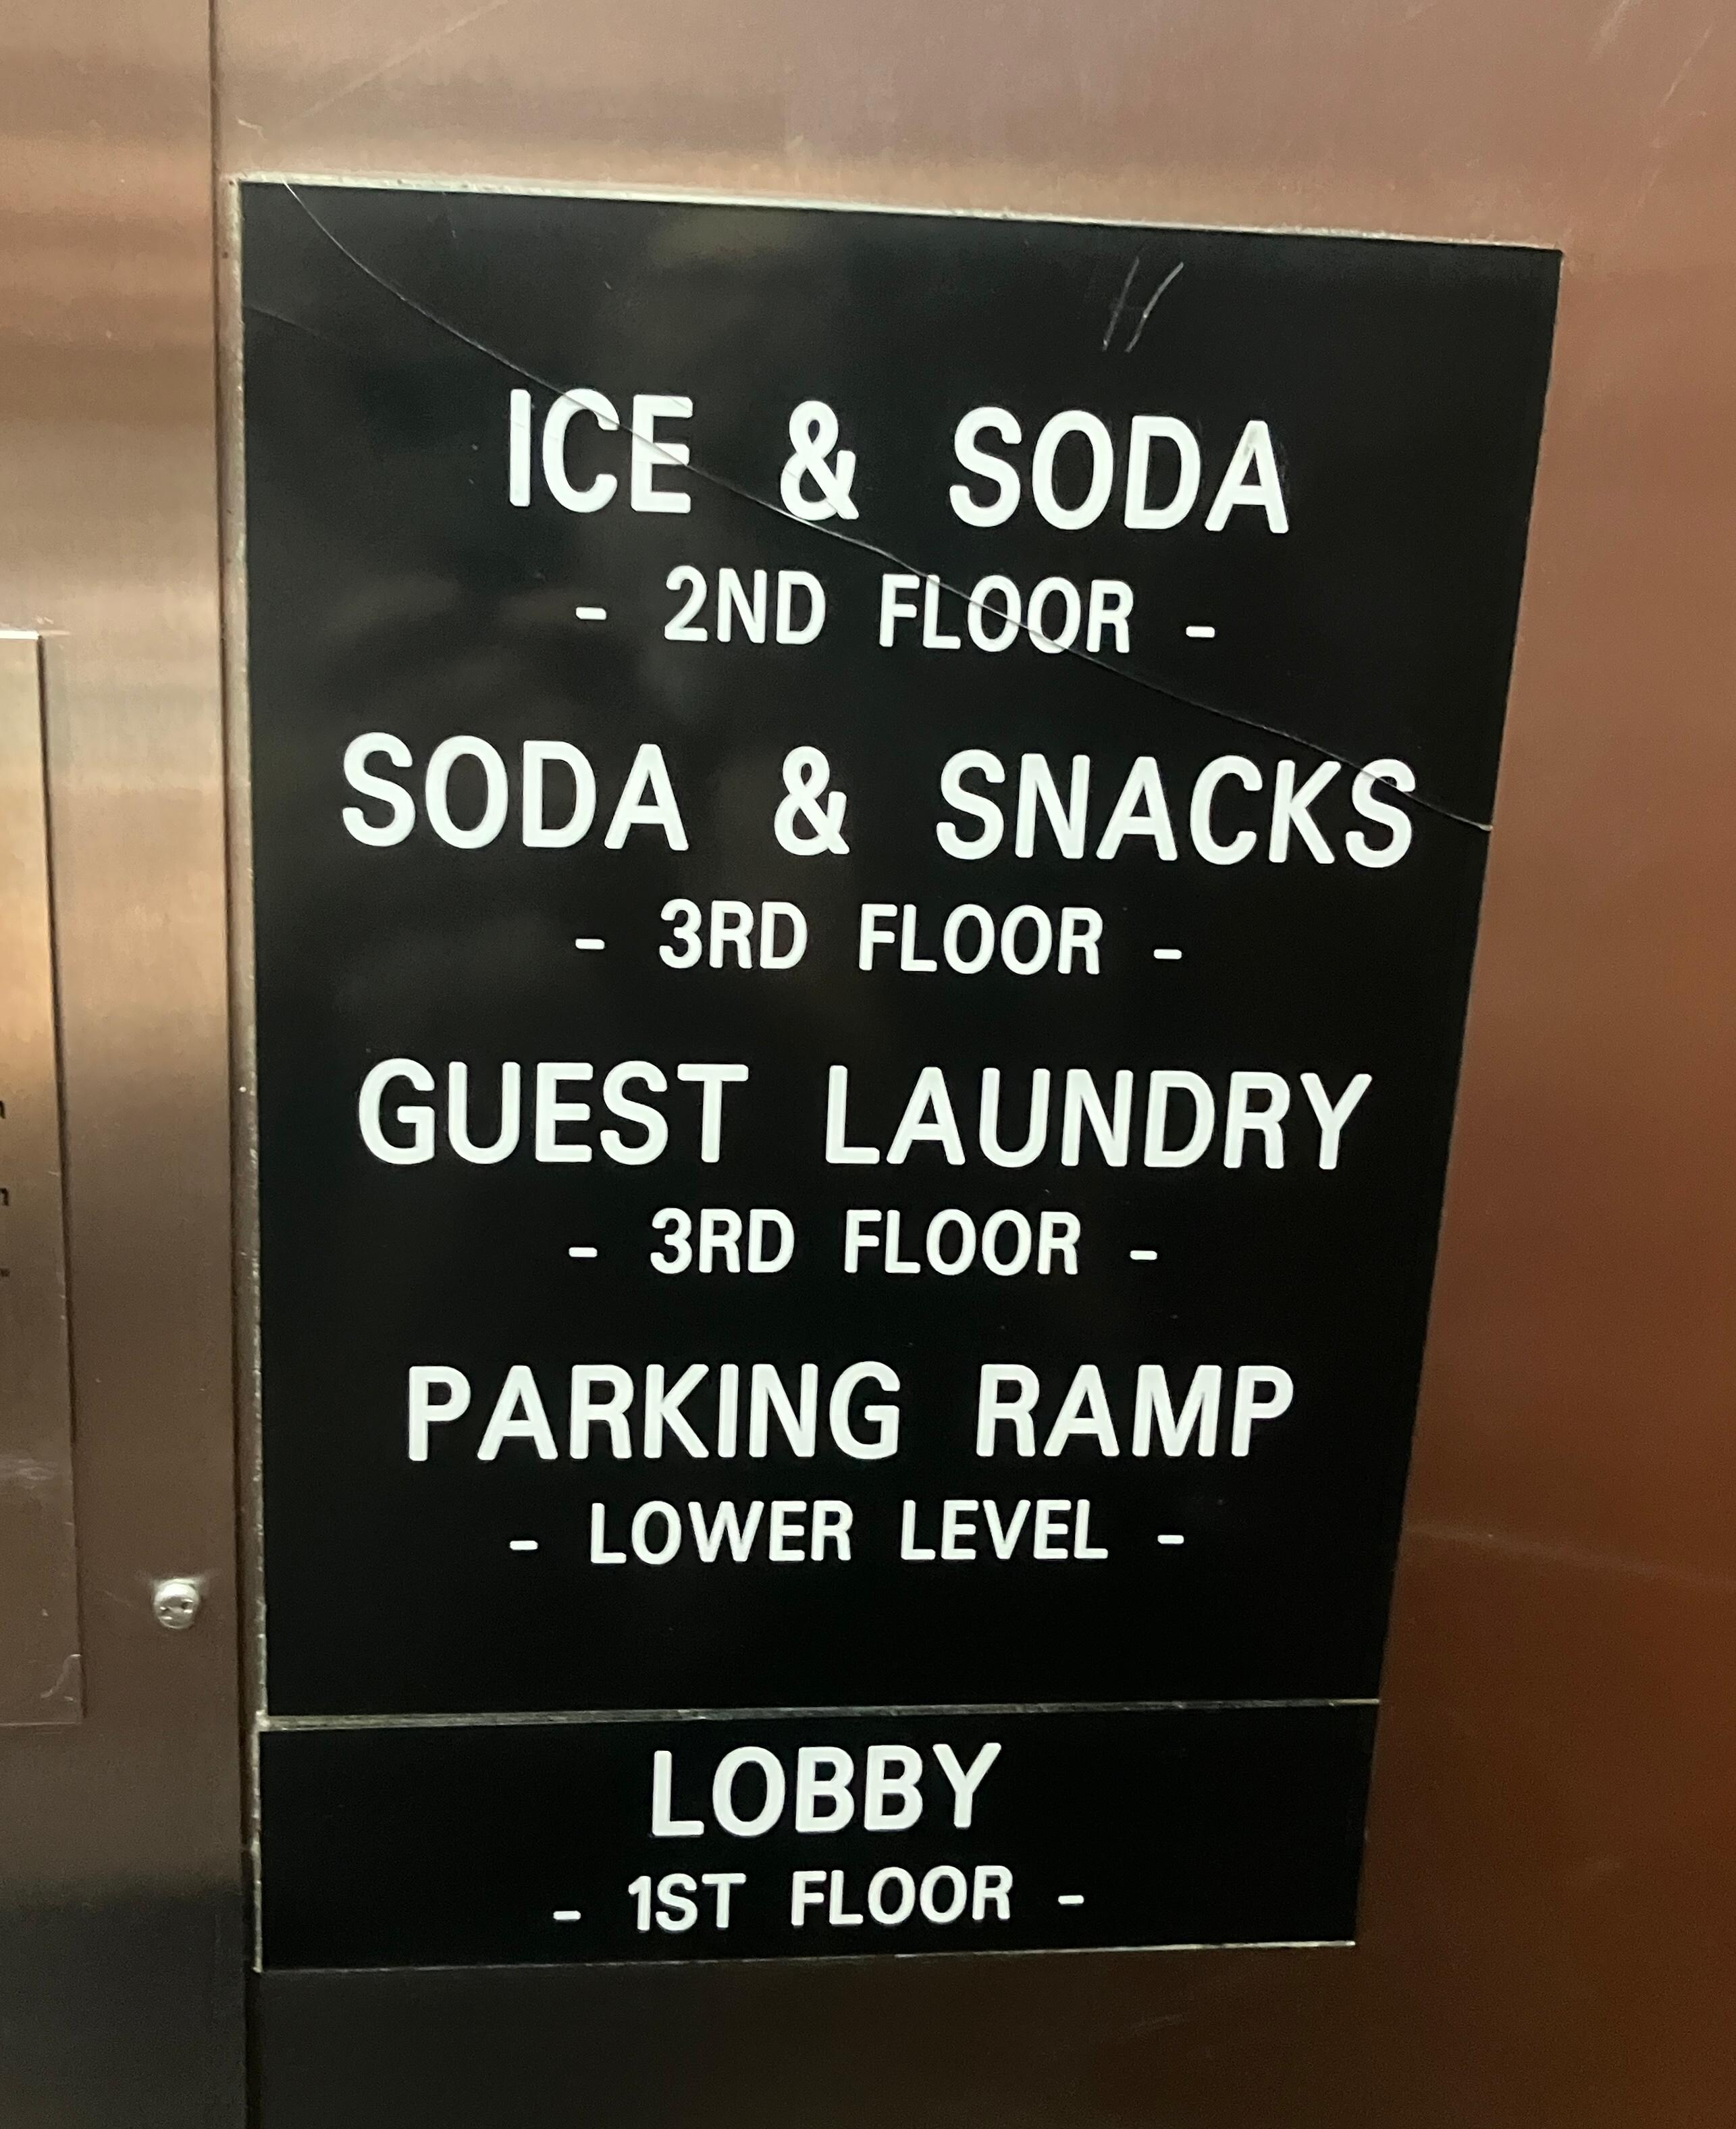 ICE & SODA
- 2ND FLOOR -
SODA & SNACKS
- 3RD FLOOR -
GUEST LAUNDRY
- 3RD FLOOR -
PARKING RAMP
- LOWER LEVEL -
LOBBY
- 1ST FLOOR -